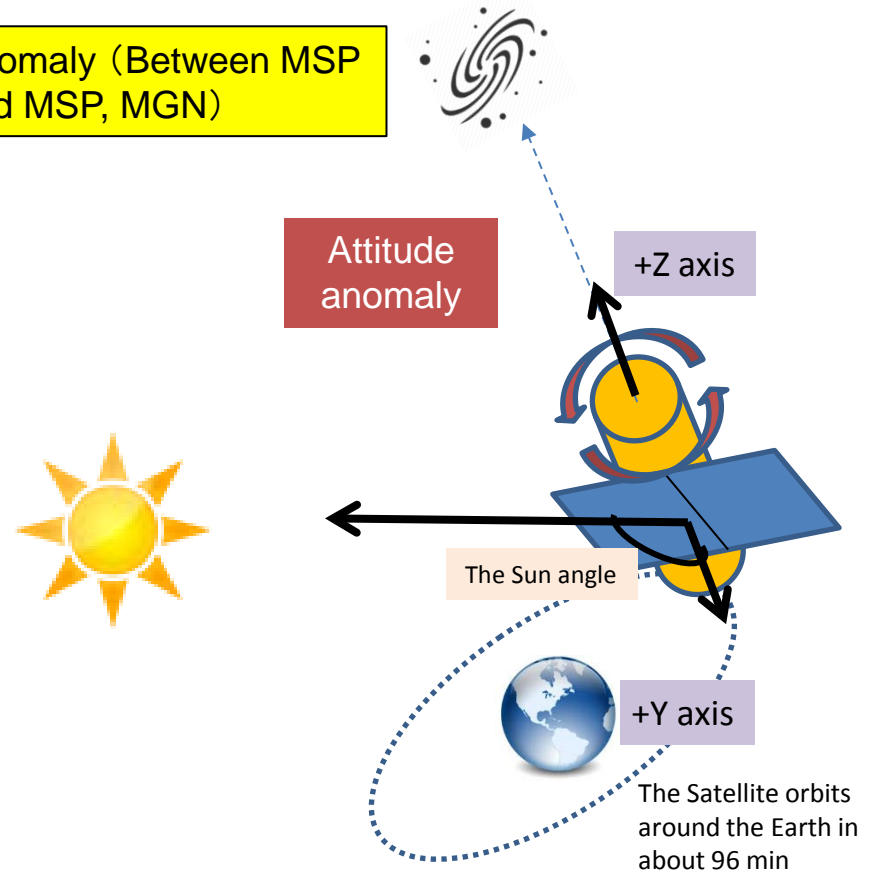 omaly（Between MSP
d MSP, MGN）
Attitude
anomaly
+Z axis
The Sun angle
+Y axis
The Satellite orbits
around the Earth in
about 96 min